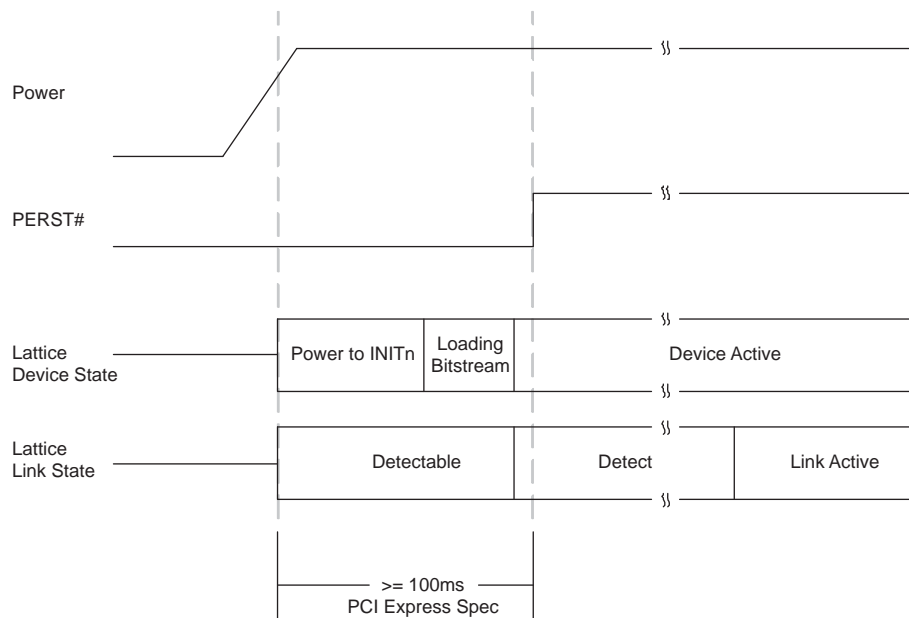 Power
PERST#
Lattice
Device State
Power to INITn
Loading
Bitstream
Device Active
Lattice
Link State
Detectable
Detect
Link Active
>= 100ms
PCI Express Spec